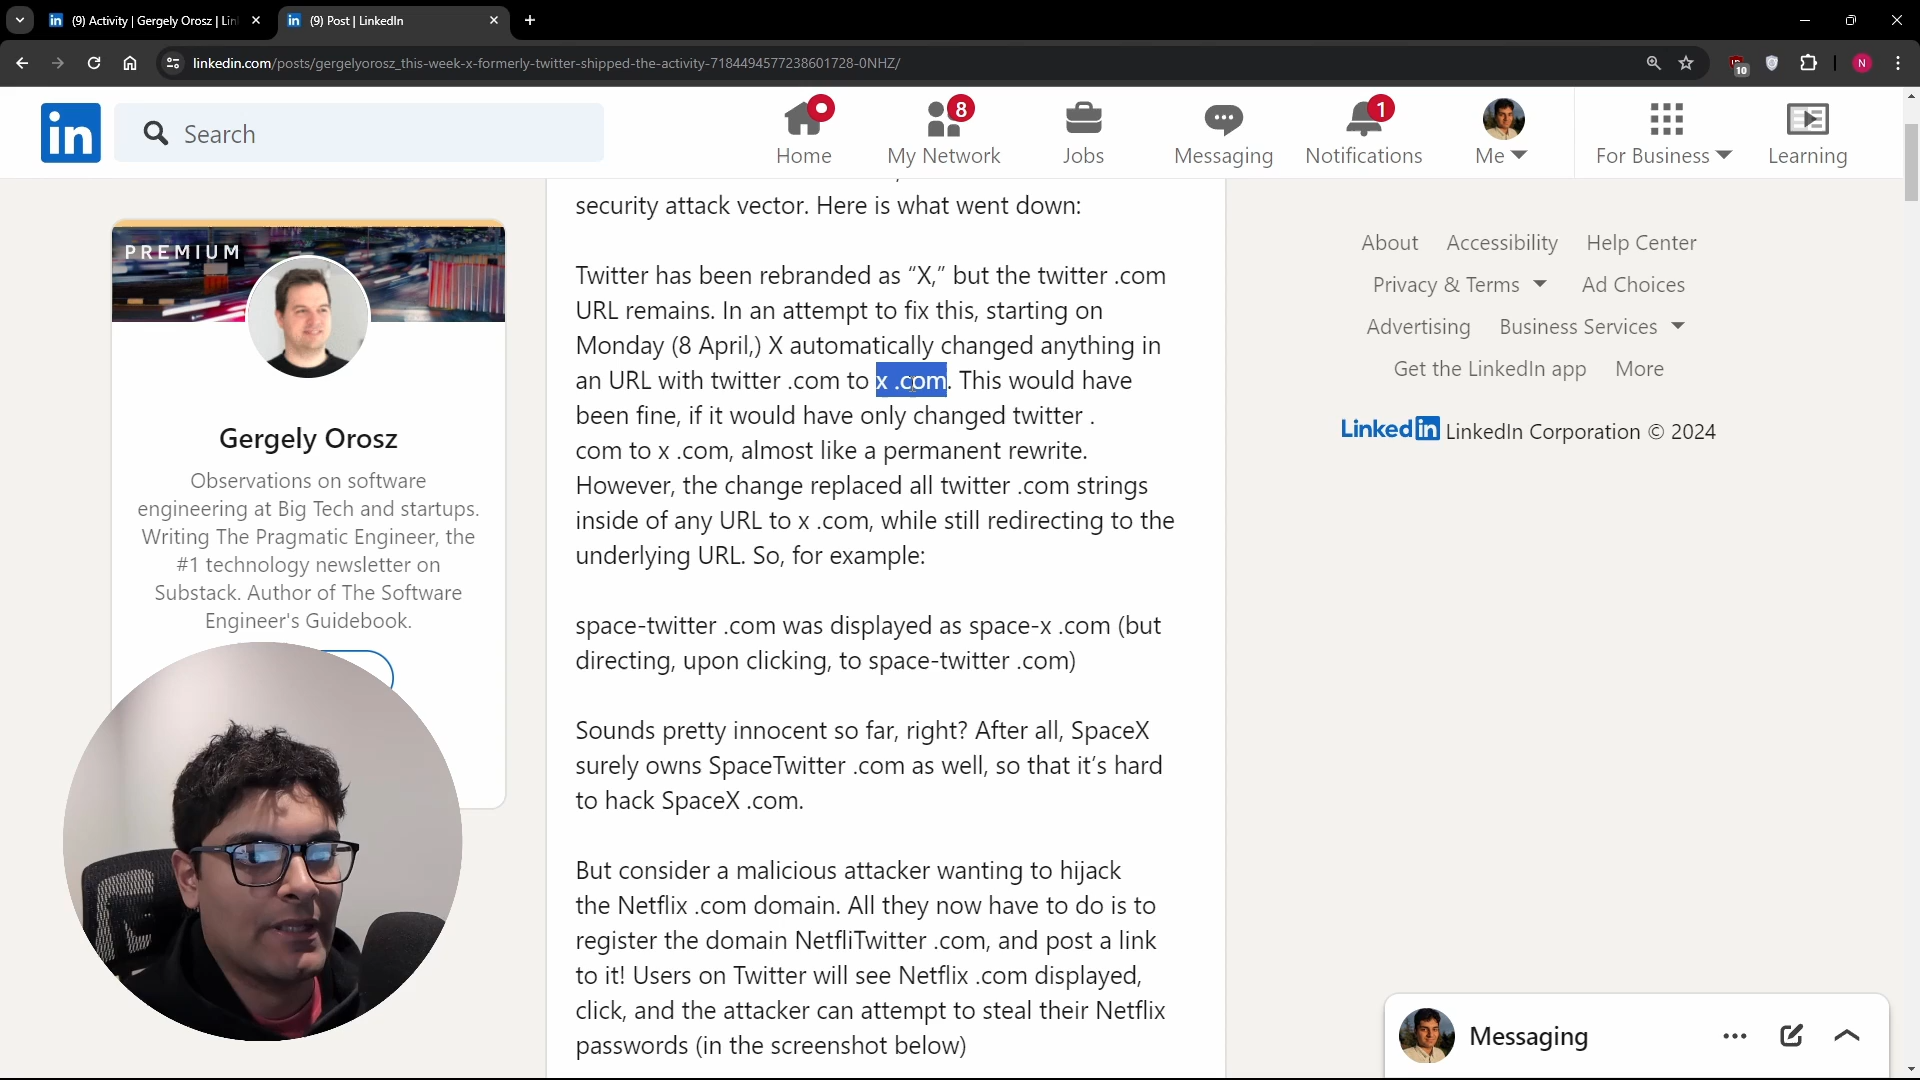 (9) Activity | Gergely Orosz | Lin
(9) Post | LinkedIn
linkedin.com/posts/gergelyorosz_this-week-x-formerly-twitter-shipped-the-activity-7184494577238601728-0NHZ/
10
N
in
Search
Home
8
My Network
Jobs
Messaging
1
Notifications
Me
For Business
Learning
PREMIUM
Gergely Orosz
Observations on software
engineering at Big Tech and startups.
Writing The Pragmatic Engineer, the
#1 technology newsletter on
Substack. Author of The Software
Engineer's Guidebook.
security attack vector. Here is what went down:
Twitter has been rebranded as “X,” but the twitter .com
URL remains. In an attempt to fix this, starting on
Monday (8 April,) X automatically changed anything in
an URL with twitter .com to x .com. This would have
been fine, if it would have only changed twitter .
com to x .com, almost like a permanent rewrite.
However, the change replaced all twitter .com strings
inside of any URL to x .com, while still redirecting to the
underlying URL. So, for example:
space-twitter .com was displayed as space-x .com (but
directing, upon clicking, to space-twitter .com)
Sounds pretty innocent so far, right? After all, SpaceX
surely owns SpaceTwitter .com as well, so that it’s hard
to hack SpaceX .com.
But consider a malicious attacker wanting to hijack
the Netflix .com domain. All they now have to do is to
register the domain NetfliTwitter .com, and post a link
to it! Users on Twitter will see Netflix .com displayed,
click, and the attacker can attempt to steal their Netflix
passwords (in the screenshot below)
About Accessibility Help Center
Privacy & Terms Ad Choices
Advertising Business Services
Get the LinkedIn app More
LinkedIn LinkedIn Corporation © 2024
Messaging